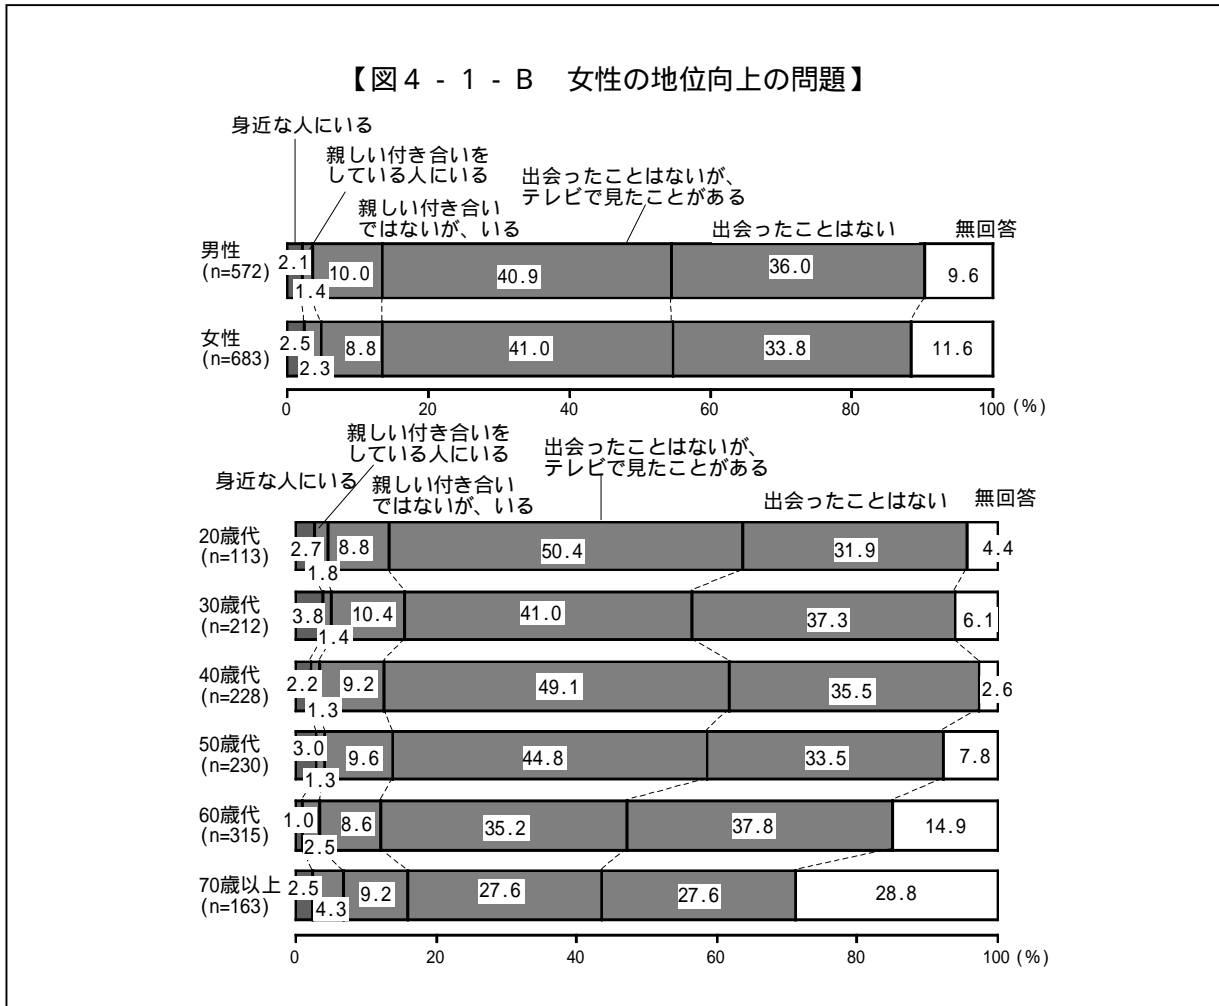 【図4 - 1 - B　女性の地位向上の問題】
身近な人にいる
親しい付き合いを
している人にいる
親しい付き合い
ではないが、いる
出会ったことはないが、
テレビで見たことがある
出会ったことはない
無回答
男性
(n=572)
2.1
1.4
10.0
40.9
36.0
9.6
女性
(n=683)
2.5
2.3
8.8
41.0
33.8
11.6
0 20 40 60 80 100 (%)
親しい付き合いを
している人にいる
身近な人にいる
親しい付き合い
ではないが、いる
出会ったことはないが、
テレビで見たことがある
出会ったことはない
無回答
20歳代
(n=113)
2.7
1.8
8.8
50.4
31.9
4.4
30歳代
(n=212)
3.8
1.4
10.4
41.0
37.3
6.1
40歳代
(n=228)
2.2
1.3
9.2
49.1
35.5
2.6
50歳代
(n=230)
3.0
1.3
9.6
44.8
33.5
7.8
60歳代
(n=315)
1.0
2.5
8.6
35.2
37.8
14.9
70歳以上
(n=163)
2.5
4.3
9.2
27.6
27.6
28.8
0 20 40 60 80 100 (%)